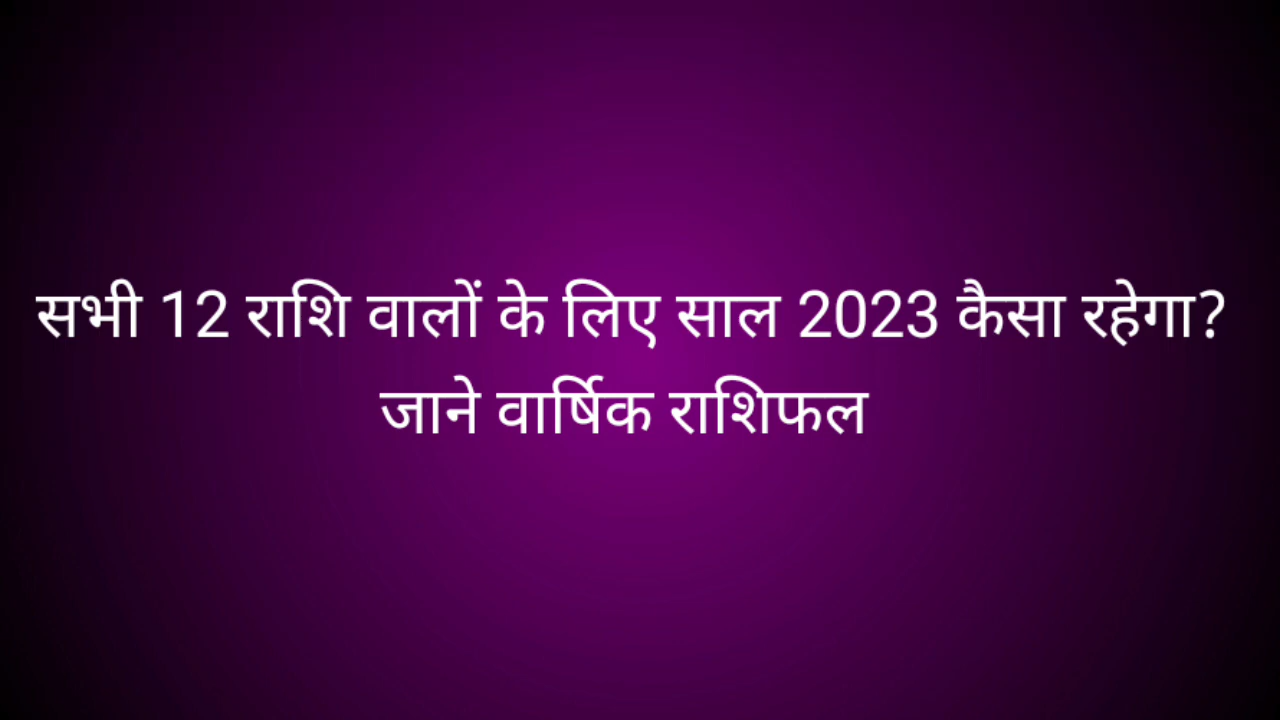 सभी 12 राशि वालों के लिए साल 2023 कैसा रहेगा?
जाने वार्षिक राशिफल